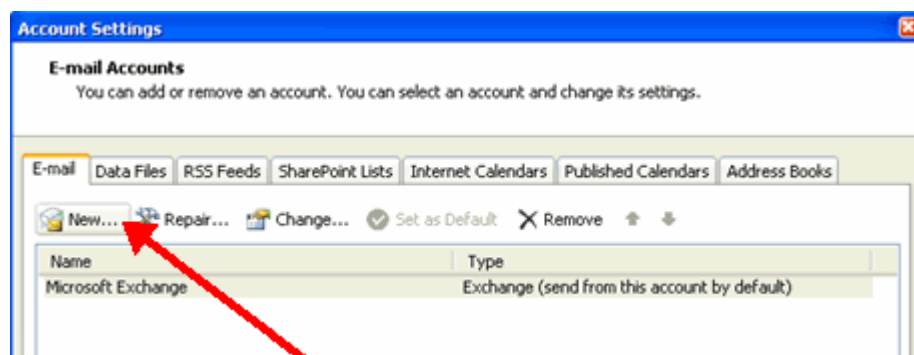 Account Settings
E-mail Accounts
You can add or remove an account. You can select an account and change its settings.
E-mail Data Files RSS Feeds SharePoint Lists Internet Calendars Published Calendars Address Books
New... Repair... Change... Set as Default Remove
Name Type
Microsoft Exchange Exchange (send from this account by default)